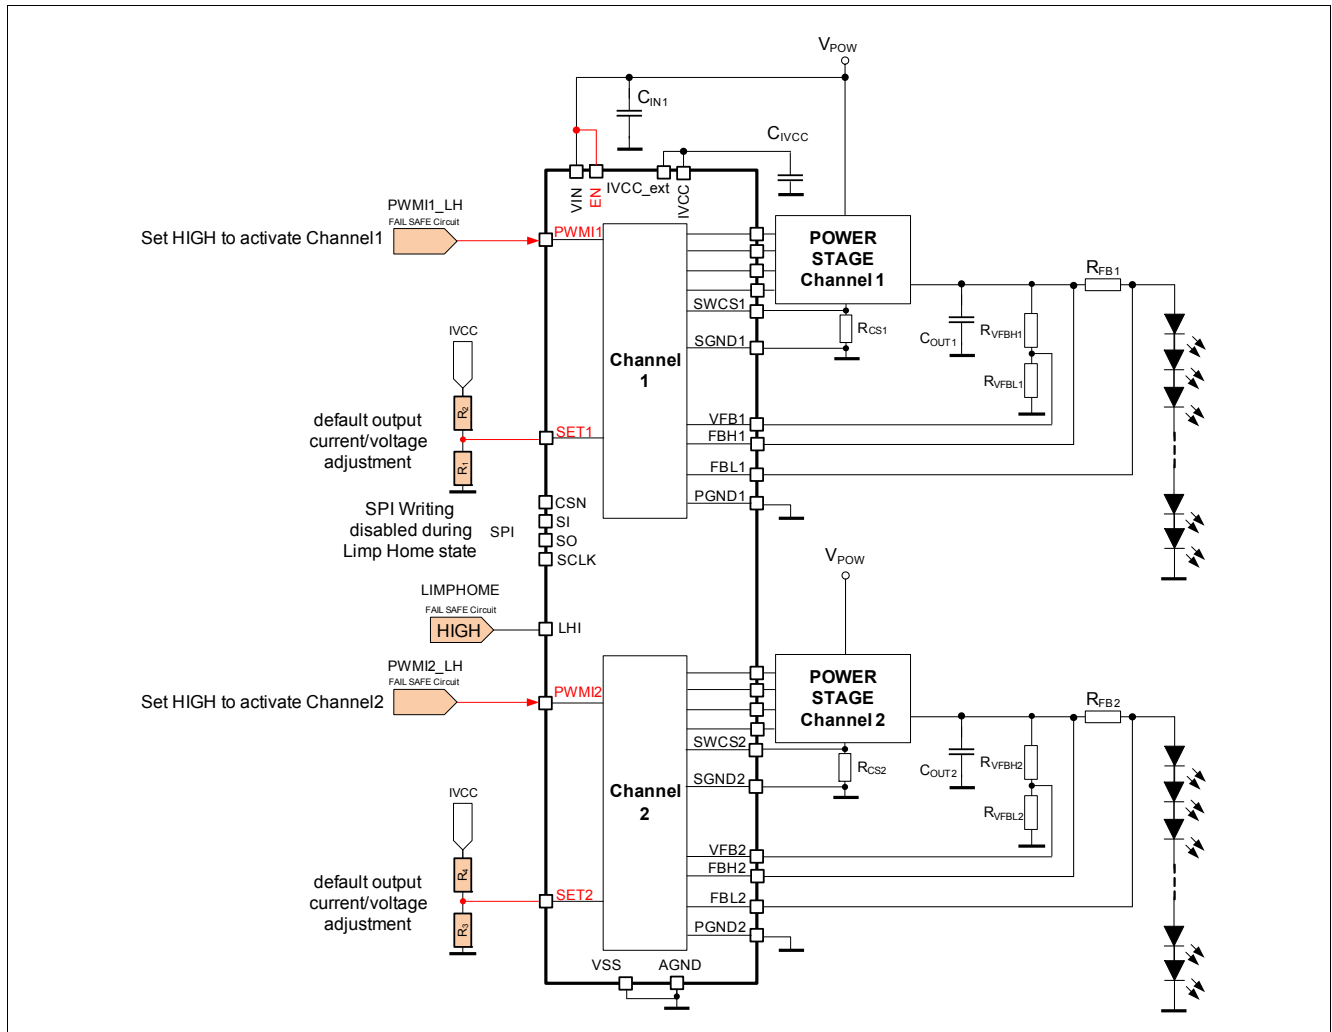 VPOW
CIN1
CIVCC
VIN
EN
IVCC_ext
IVCC
PWMI1_LH
FAIL SAFE Circuit
Set HIGH to activate Channel1
PWMI1
POWER
STAGE
Channel 1
RFB1
SWCS1
RCS1
COUT1
RVFBH1
IVCC
SGND1
Channel
1
RVFBL1
R2
default output
current/voltage
adjustment
SET1
VFB1
FBH1
R1
FBL1
PGND1
SPI Writing
disabled during
Limp Home state
SPI
CSN
SI
SO
SCLK
VPOW
LIMPHOME
FAIL SAFE Circuit
HIGH
LHI
PWMI2_LH
FAIL SAFE Circuit
Set HIGH to activate Channel2
PWMI2
POWER
STAGE
Channel 2
RFB2
SWCS2
RCS2
COUT2
RVFBH2
SGND2
Channel
2
IVCC
RVFBL2
R4
default output
current/voltage
adjustment
SET2
VFB2
FBH2
R3
FBL2
PGND2
VSS
AGND